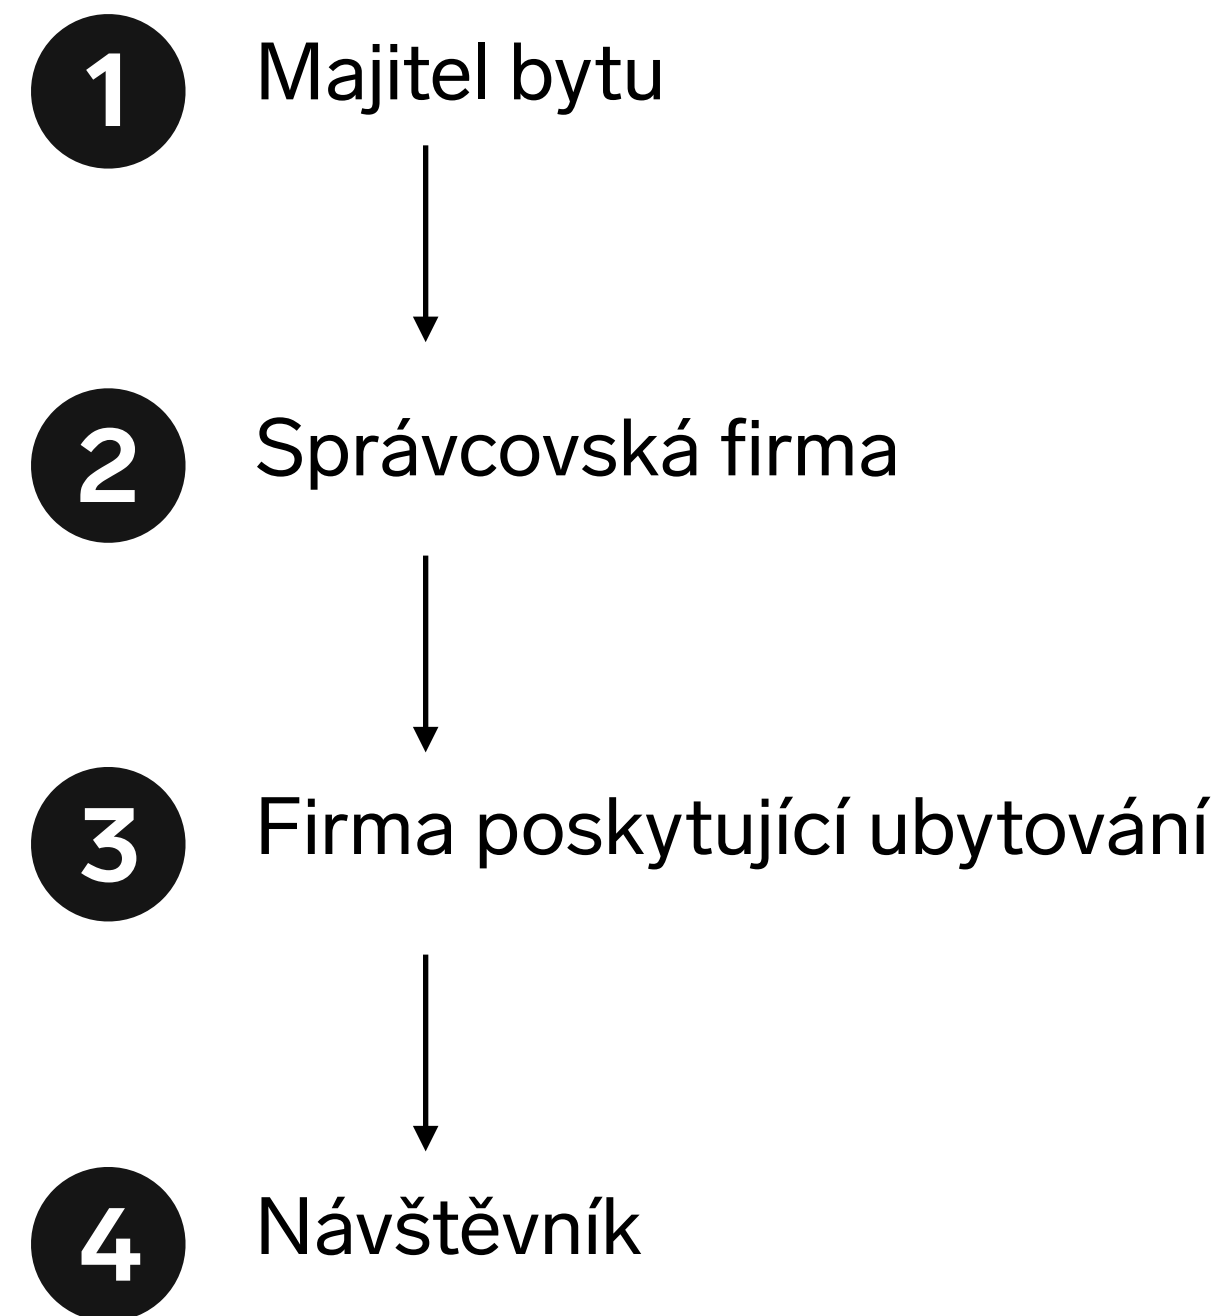 1 Majitel bytu
2 Správcovská firma
3 Firma poskytující ubytování
4 Návštěvník